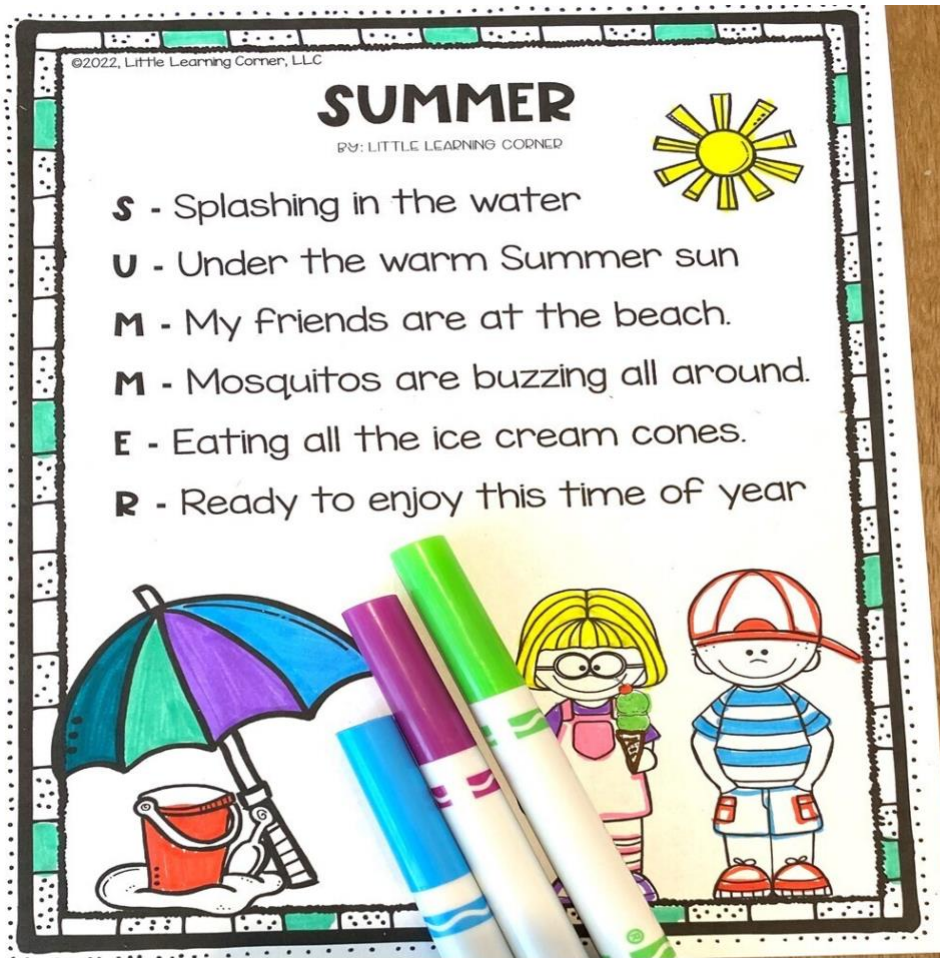 ©2022, Little Learning Corner, LLC
SUMMER
BY: LITTLE LEARNING CORNER
S - Splashing in the water
U - Under the warm Summer sun
M - My friends are at the beach.
M - Mosquitos are buzzing all around.
E - Eating all the ice cream cones.
R - Ready to enjoy this time of year